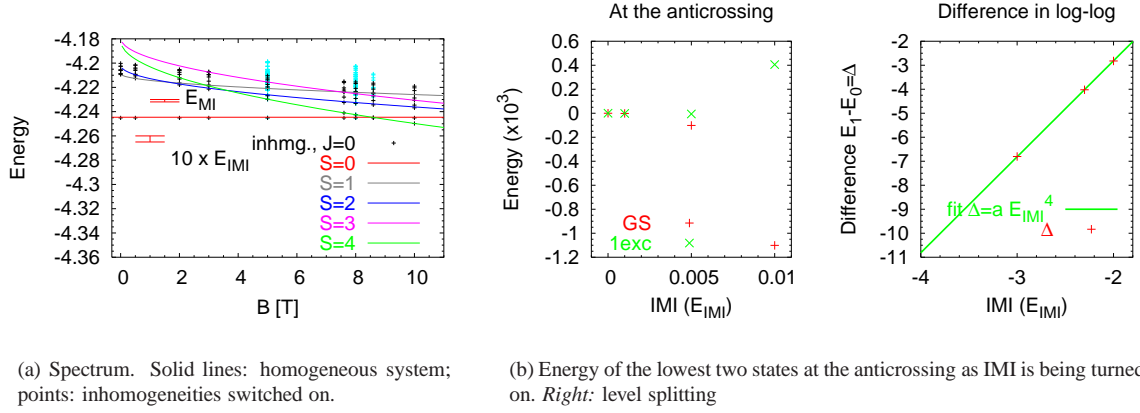 -4.18
-4.2
-4.22
-4.24
-4.26
-4.28
-4.3
-4.32
-4.34
-4.36
Energy
0
2
4
6
8
10
B [T]
E_MI
10 x E_IMI
inhmg., J=0
S=0
S=1
S=2
S=3
S=4
At the anticrossing
0.6
0.4
0.2
0
-0.2
-0.4
-0.6
-0.8
-1
-1.2
Energy (x10^3)
0
0.005
0.01
IMI (E_IMI)
GS
1exc
Difference in log-log
-2
-3
-4
-5
-6
-7
-8
-9
-10
-11
Difference E_1-E_0=Δ
-4
-3
-2
IMI (E_IMI)
fit Δ=a E_IMI^4
Δ
(a) Spectrum. Solid lines: homogeneous system;
points: inhomogeneities switched on.
(b) Energy of the lowest two states at the anticrossing as IMI is being turned
on. Right: level splitting